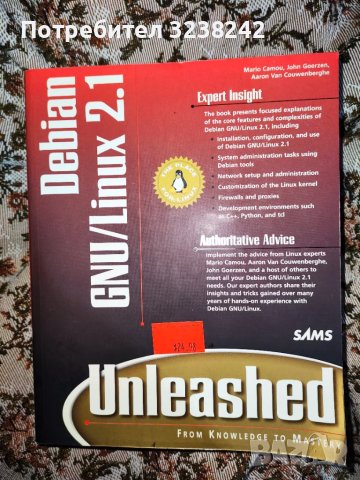 Потребител 3238242
Mario Camou, John Goerzen,
Aaron Van Couwenberghe
Debian
GNU/Linux 2.1
Expert Insight
The book presents focused explanations
of the core features and complexities of
Debian GNU/Linux 2.1, including
• Installation, configuration, and use
of Debian GNU/Linux 2.1
• System administration tasks using
Debian tools
• Network setup and administration
• Customization of the Linux kernel
• Firewalls and proxies
• Development environments such
as C++, Python, and tcl
Authoritative Advice
Implement the advice from Linux experts
Mario Camou, Aaron Van Couwenberghe,
John Goerzen, and a host of others to
meet all your Debian GNU/Linux 2.1
needs. Our expert authors share their
insights and tricks gained over many
years of hands-on experience with
Debian GNU/Linux.
SAMS
Unleashed
From Knowledge to Mastery